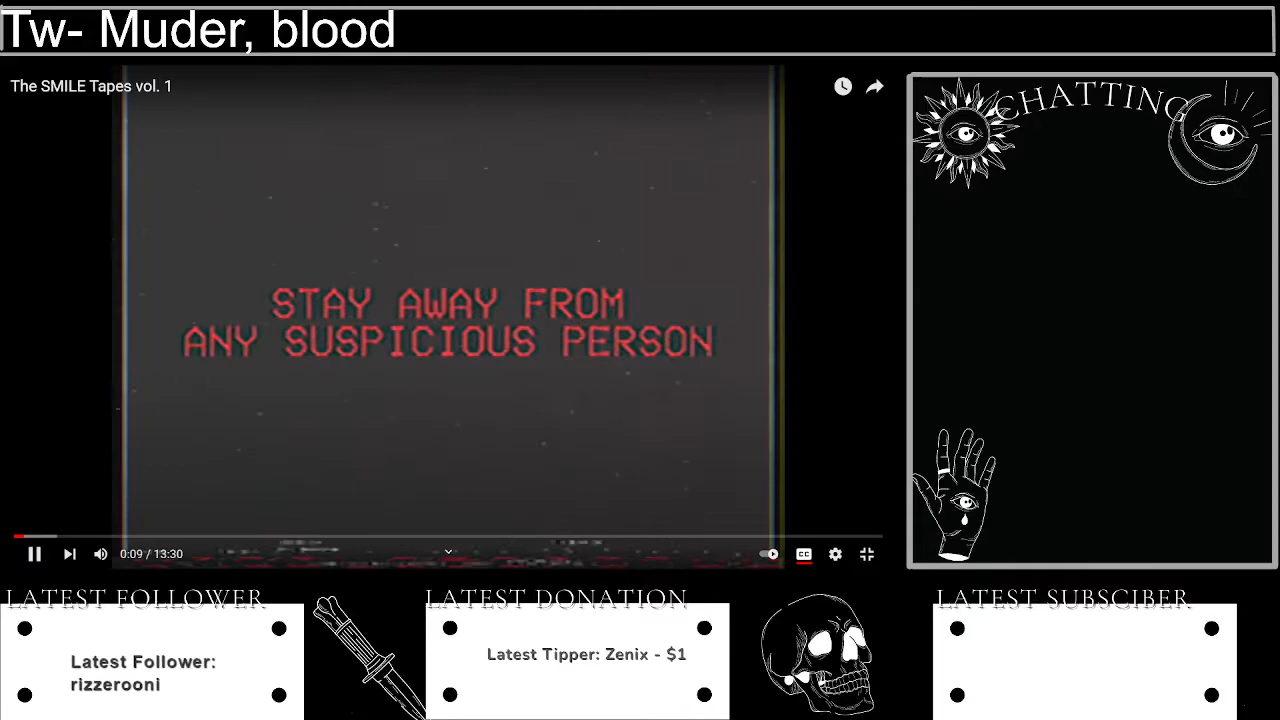 Tw- Muder, blood
The SMILE Tapes vol. 1
CHATTING
STAY AWAY FROM
ANY SUSPICIOUS PERSON
0:09 / 13:30
CC
LATEST FOLLOWER
Latest Follower:
rizzerooni
LATEST DONATION
Latest Tipper: Zenix - $1
LATEST SUBSCIBER